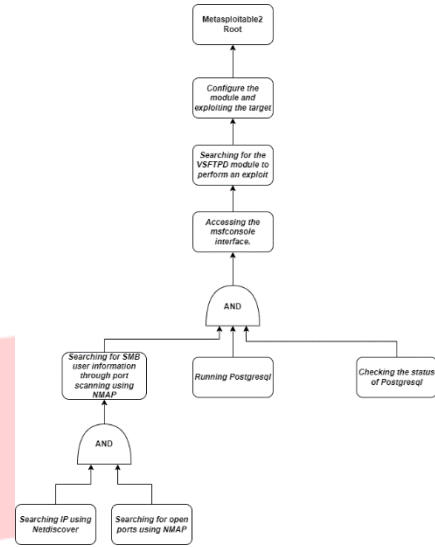 Metasploitable2
Root
Configure the
module and
exploiting the target
Searching for the
VSFTPD module to
perform an exploit
Accessing the
msfconsole
interface.
AND
Searching for SMB
user information
through port
scanning using
NMAP
Running Postgresql
Checking the status
of Postgresql
AND
Searching IP using
Netdiscover
Searching for open
ports using NMAP